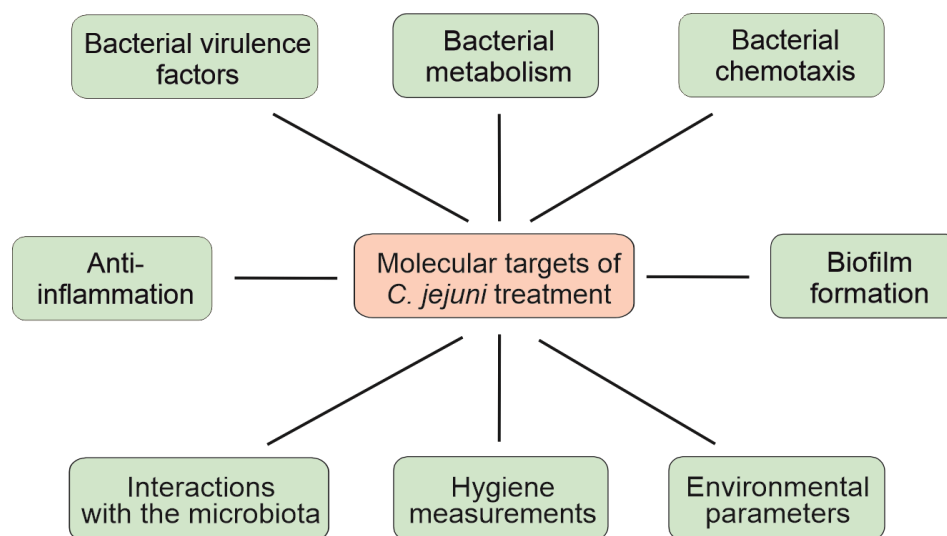 Bacterial virulence
factors
Bacterial
metabolism
Bacterial
chemotaxis
Anti-
inflammation
Molecular targets of
C. jejuni treatment
Biofilm
formation
Interactions
with the microbiota
Hygiene
measurements
Environmental
parameters